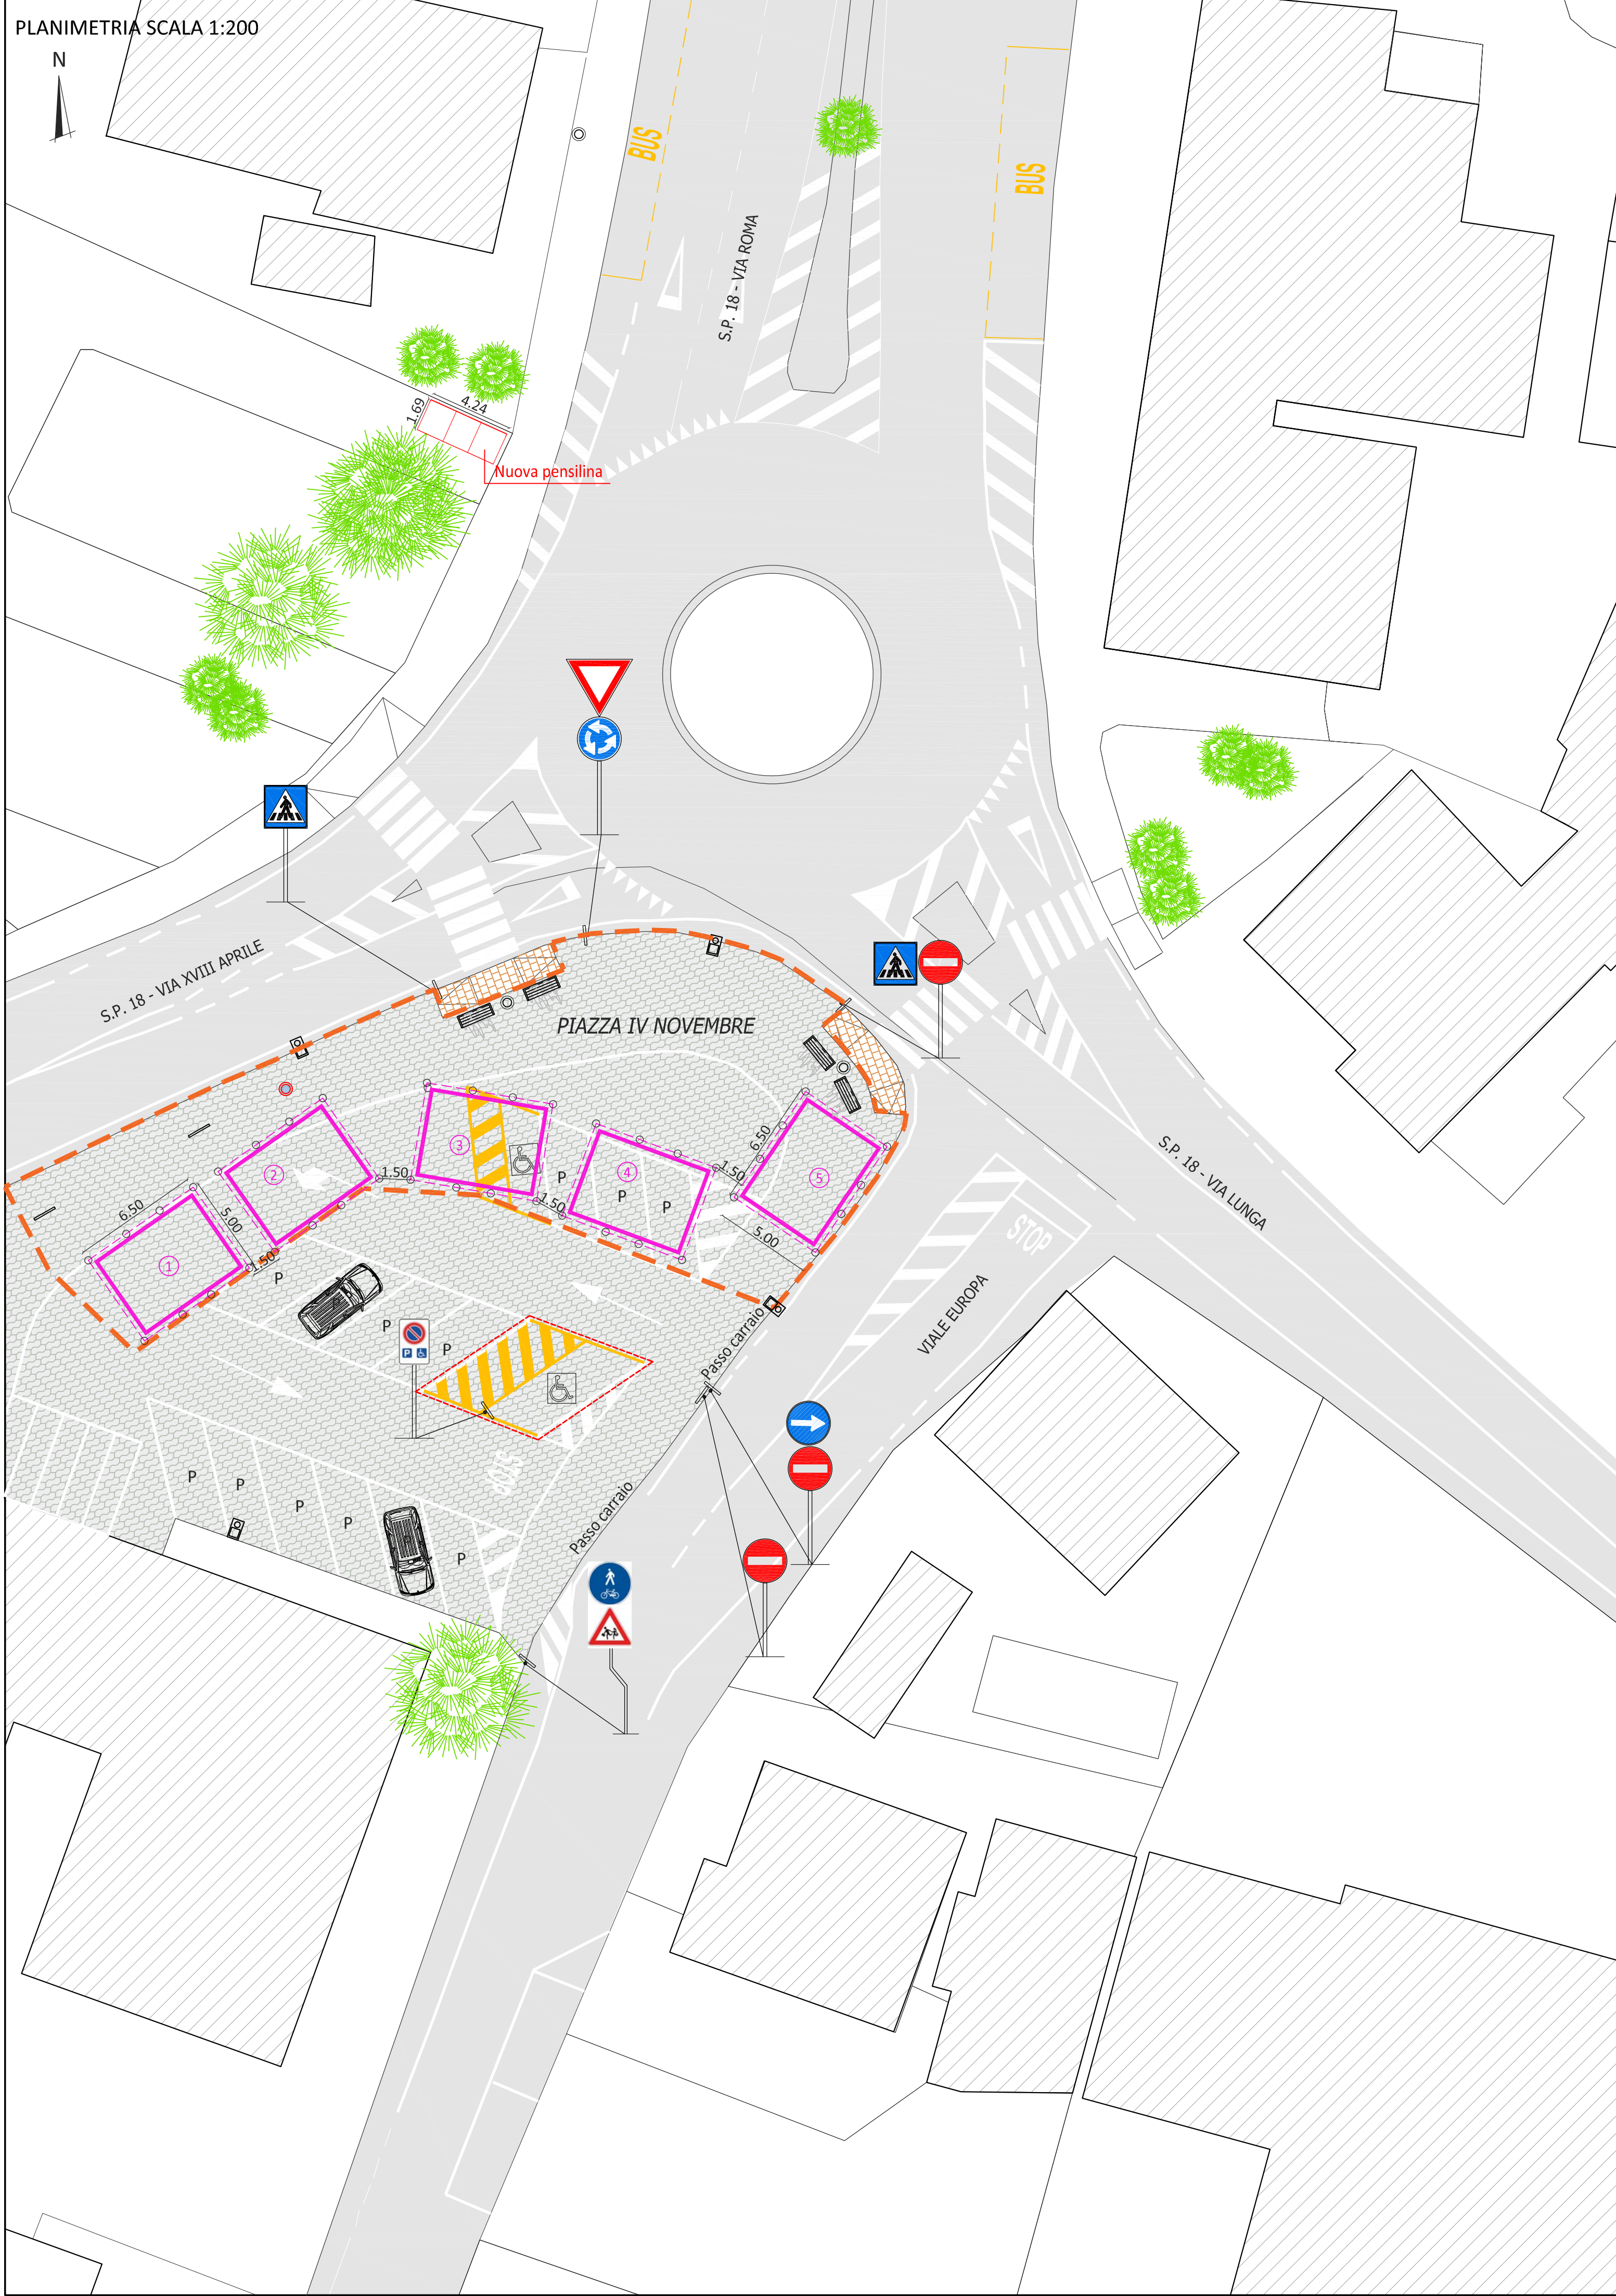 PLANIMETRIA SCALA 1:200
N
BUS
BUS
S.P. 18 - VIA ROMA
1.69
4.24
Nuova pensilina
S.P. 18 - VIA XVIII APRILE
PIAZZA IV NOVEMBRE
S.P. 18 - VIA LUNGA
6.50
3
1.50
2
4
1.50
5
P
1.50
P
P
6.50
5.00
STOP
5.00
1
1.50
P
VIALE EUROPA
P
P
Passo carraio
P
STOP
P
P
P
P
P
Passo carraio